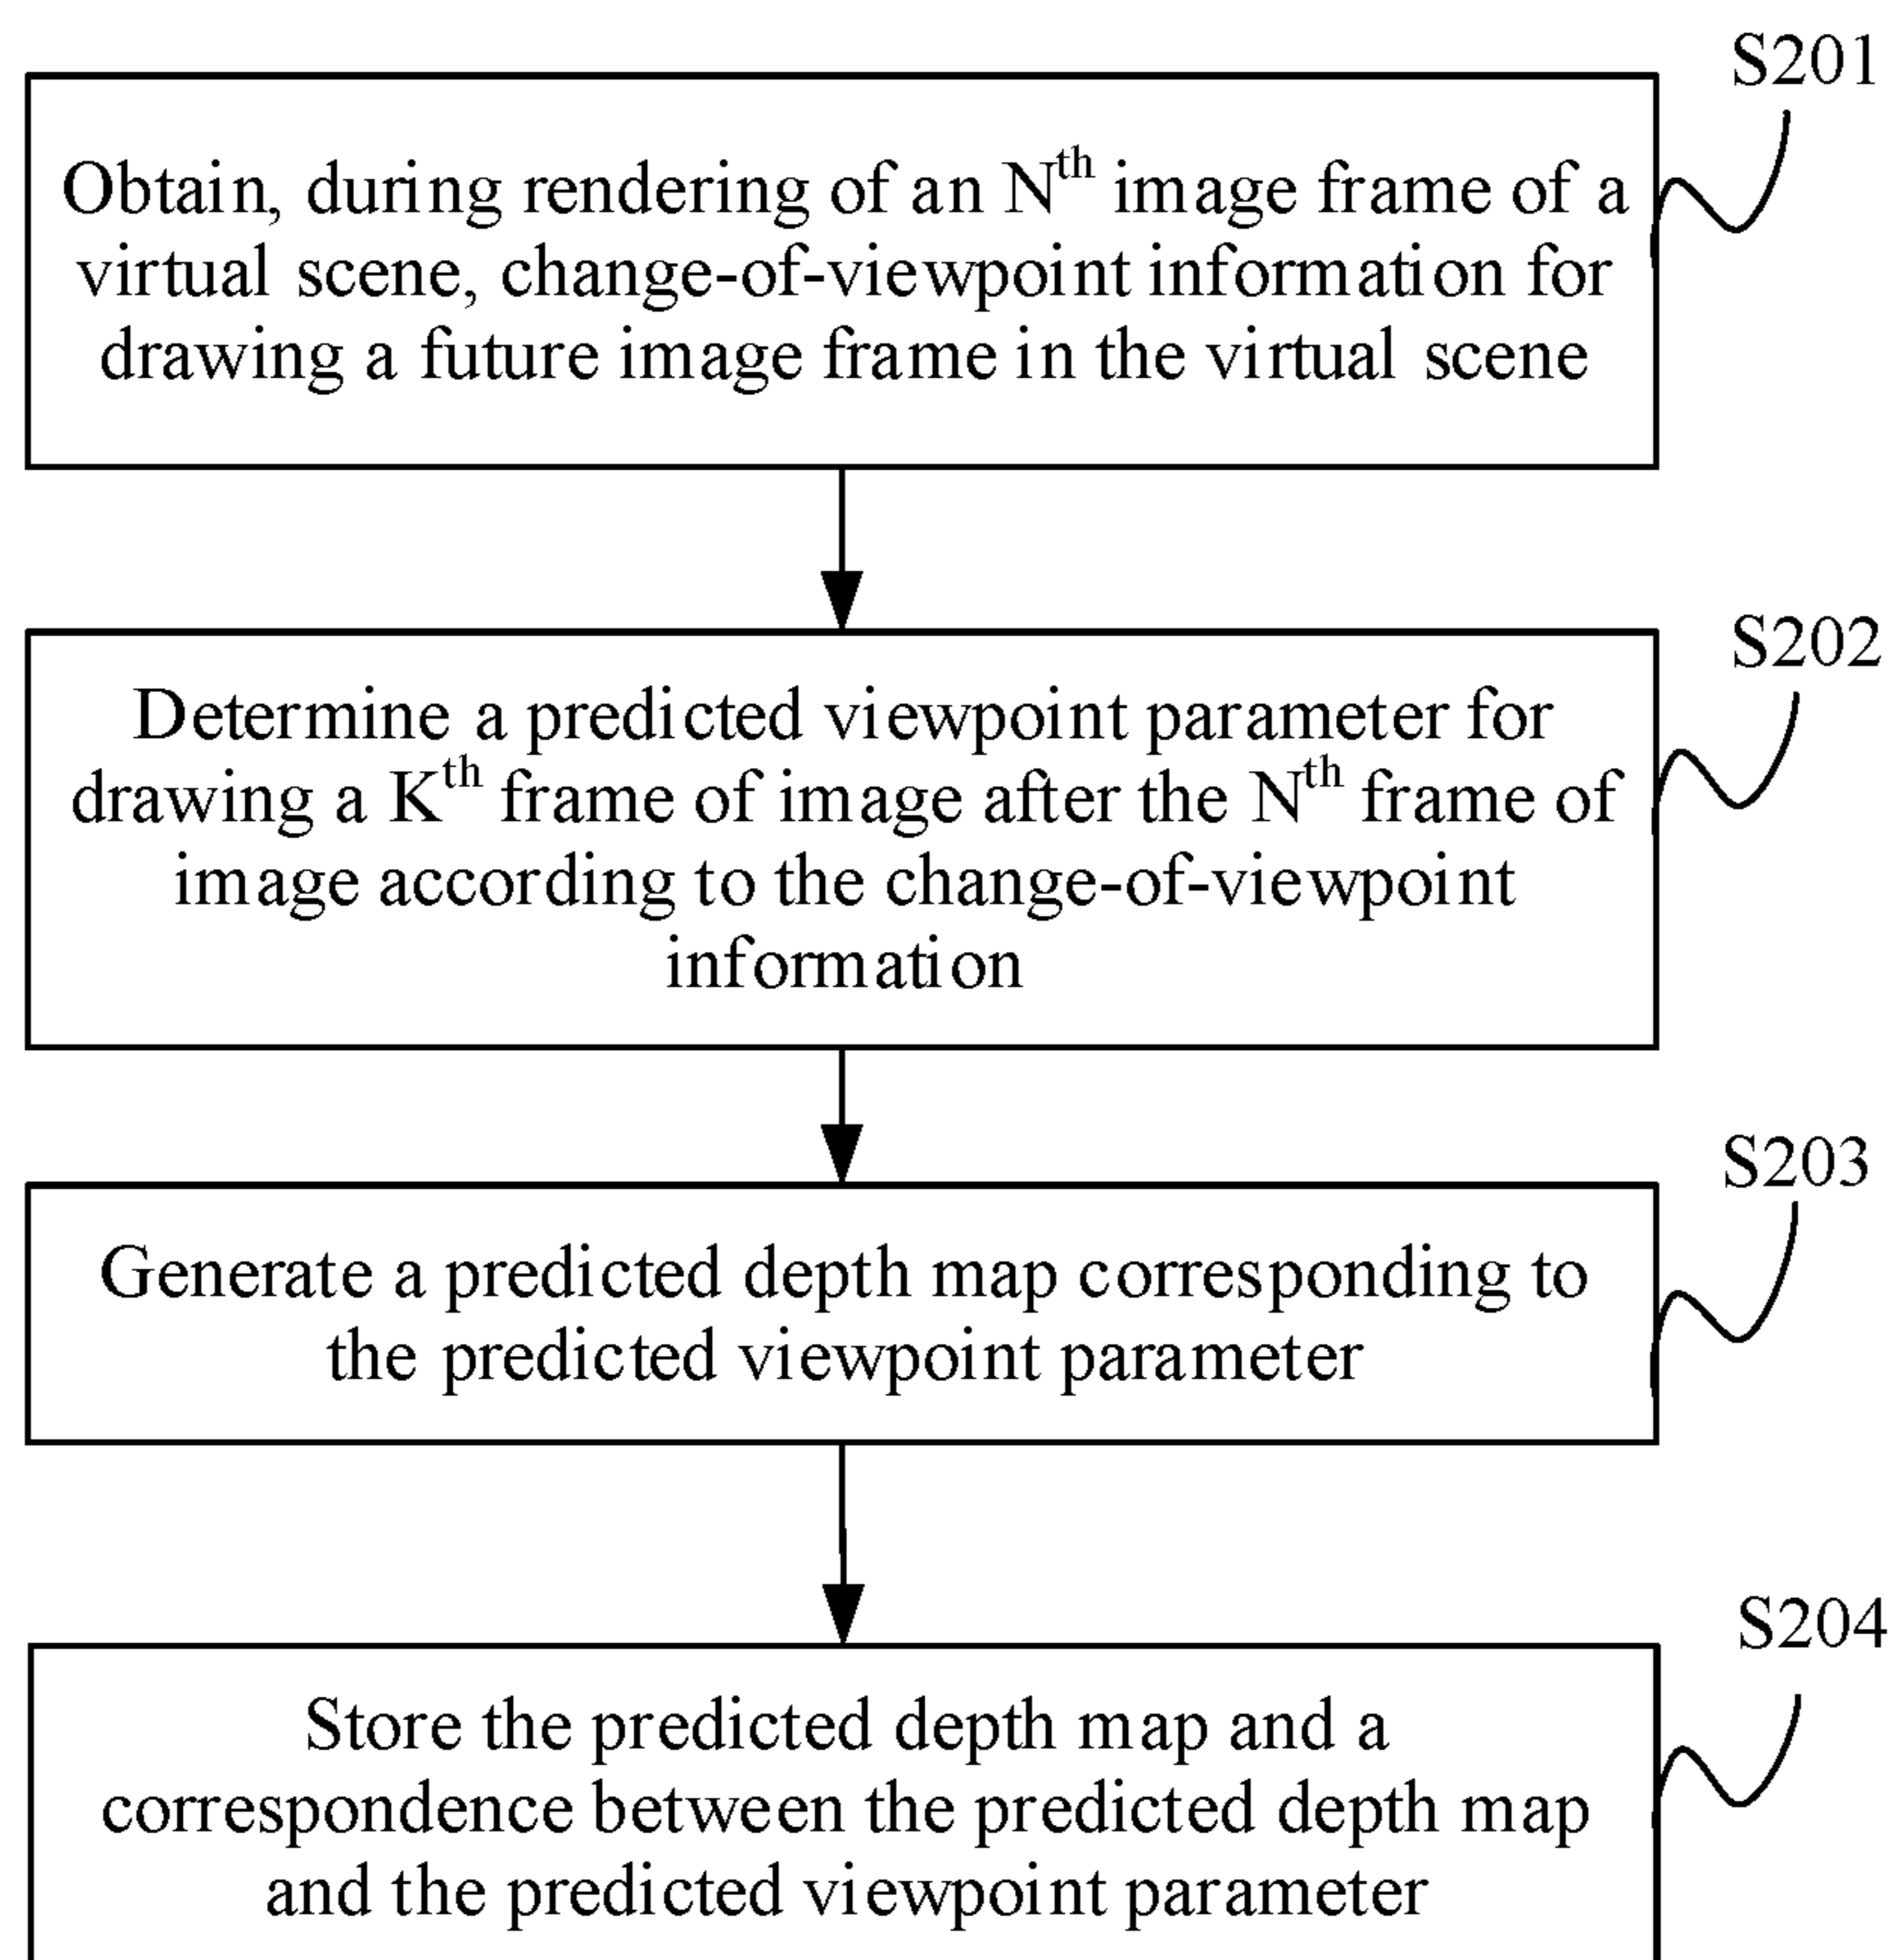 S201
Obtain, during rendering of an Nth image frame of a
virtual scene, change-of-viewpoint information for
drawing a future image frame in the virtual scene
S202
Determine a predicted viewpoint parameter for
drawing a Kth frame of image after the Nth frame of
image according to the change-of-viewpoint
information
S203
Generate a predicted depth map corresponding to
the predicted viewpoint parameter
S204
Store the predicted depth map and a
correspondence between the predicted depth map
and the predicted viewpoint parameter